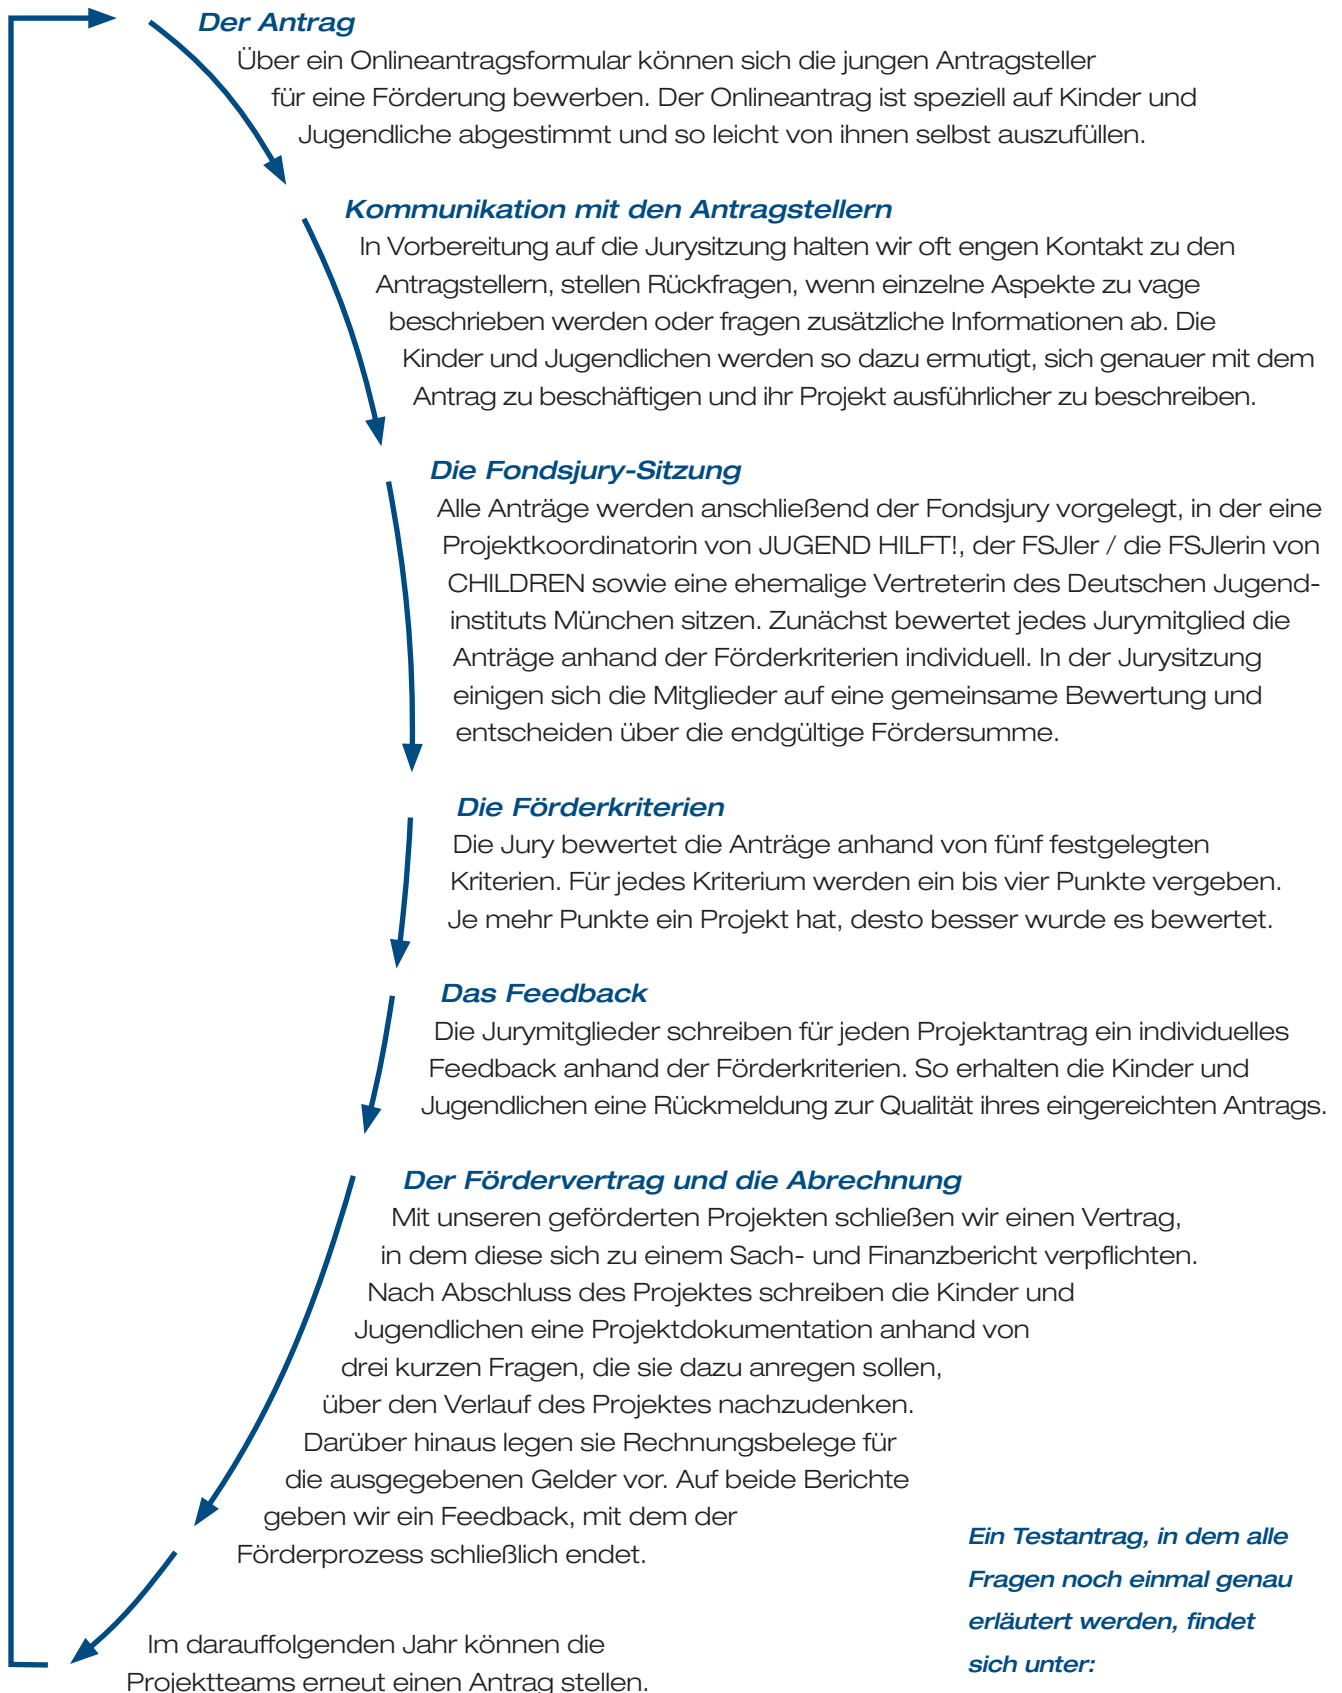 Der Antrag
Über ein Onlineantragsformular können sich die jungen Antragsteller
für eine Förderung bewerben. Der Onlineantrag ist speziell auf Kinder und
Jugendliche abgestimmt und so leicht von ihnen selbst auszufüllen.
Kommunikation mit den Antragstellern
In Vorbereitung auf die Jurysitzung halten wir oft engen Kontakt zu den
Antragstellern, stellen Rückfragen, wenn einzelne Aspekte zu vage
beschrieben werden oder fragen zusätzliche Informationen ab. Die
Kinder und Jugendlichen werden so dazu ermutigt, sich genauer mit dem
Antrag zu beschäftigen und ihr Projekt ausführlicher zu beschreiben.
Die Fondsjury-Sitzung
Alle Anträge werden anschließend der Fondsjury vorgelegt, in der eine
Projektkoordinatorin von JUGEND HILFT!, der FSJler / die FSJlerin von
CHILDREN sowie eine ehemalige Vertreterin des Deutschen Jugend-
instituts München sitzen. Zunächst bewertet jedes Jurymitglied die
Anträge anhand der Förderkriterien individuell. In der Jurysitzung
einigen sich die Mitglieder auf eine gemeinsame Bewertung und
entscheiden über die endgültige Fördersumme.
Die Förderkriterien
Die Jury bewertet die Anträge anhand von fünf festgelegten
Kriterien. Für jedes Kriterium werden ein bis vier Punkte vergeben.
Je mehr Punkte ein Projekt hat, desto besser wurde es bewertet.
Das Feedback
Die Jurymitglieder schreiben für jeden Projektantrag ein individuelles
Feedback anhand der Förderkriterien. So erhalten die Kinder und
Jugendlichen eine Rückmeldung zur Qualität ihres eingereichten Antrags.
Der Fördervertrag und die Abrechnung
Mit unseren geförderten Projekten schließen wir einen Vertrag,
in dem diese sich zu einem Sach- und Finanzbericht verpflichten.
Nach Abschluss des Projektes schreiben die Kinder und
Jugendlichen eine Projektdokumentation anhand von
drei kurzen Fragen, die sie dazu anregen sollen,
über den Verlauf des Projektes nachzudenken.
Darüber hinaus legen sie Rechnungsbelege für
die ausgegebenen Gelder vor. Auf beide Berichte
geben wir ein Feedback, mit dem der
Förderprozess schließlich endet.
Im darauffolgenden Jahr können die
Projektteams erneut einen Antrag stellen.
Ein Testantrag, in dem alle
Fragen noch einmal genau
erläutert werden, findet
sich unter: